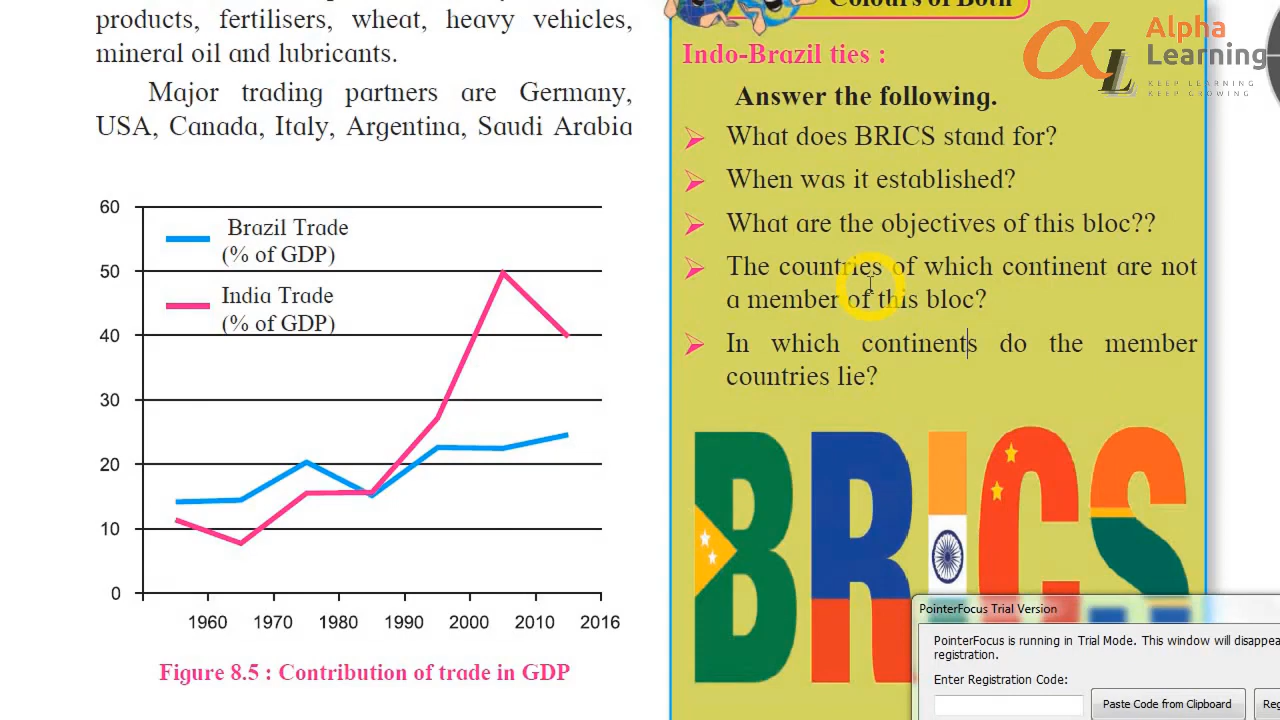 products, fertilisers, wheat, heavy vehicles,
mineral oil and lubricants.
Major trading partners are Germany,
USA, Canada, Italy, Argentina, Saudi Arabia
60
50
40
30
20
10
0
Brazil Trade
(% of GDP)
India Trade
(% of GDP)
1960 1970 1980 1990 2000 2010 2016
Figure 8.5 : Contribution of trade in GDP
Colours of Both
Indo-Brazil ties :
Answer the following.
What does BRICS stand for?
When was it established?
What are the objectives of this bloc??
The countries of which continent are not
a member of this bloc?
In which continents do the member
countries lie?
BRICS
Alpha
Learning
αL
KEEP LEARNING
KEEP GROWING
PointerFocus Trial Version
PointerFocus is running in Trial Mode. This window will disappea
registration.
Enter Registration Code:
Paste Code from Clipboard
Reg